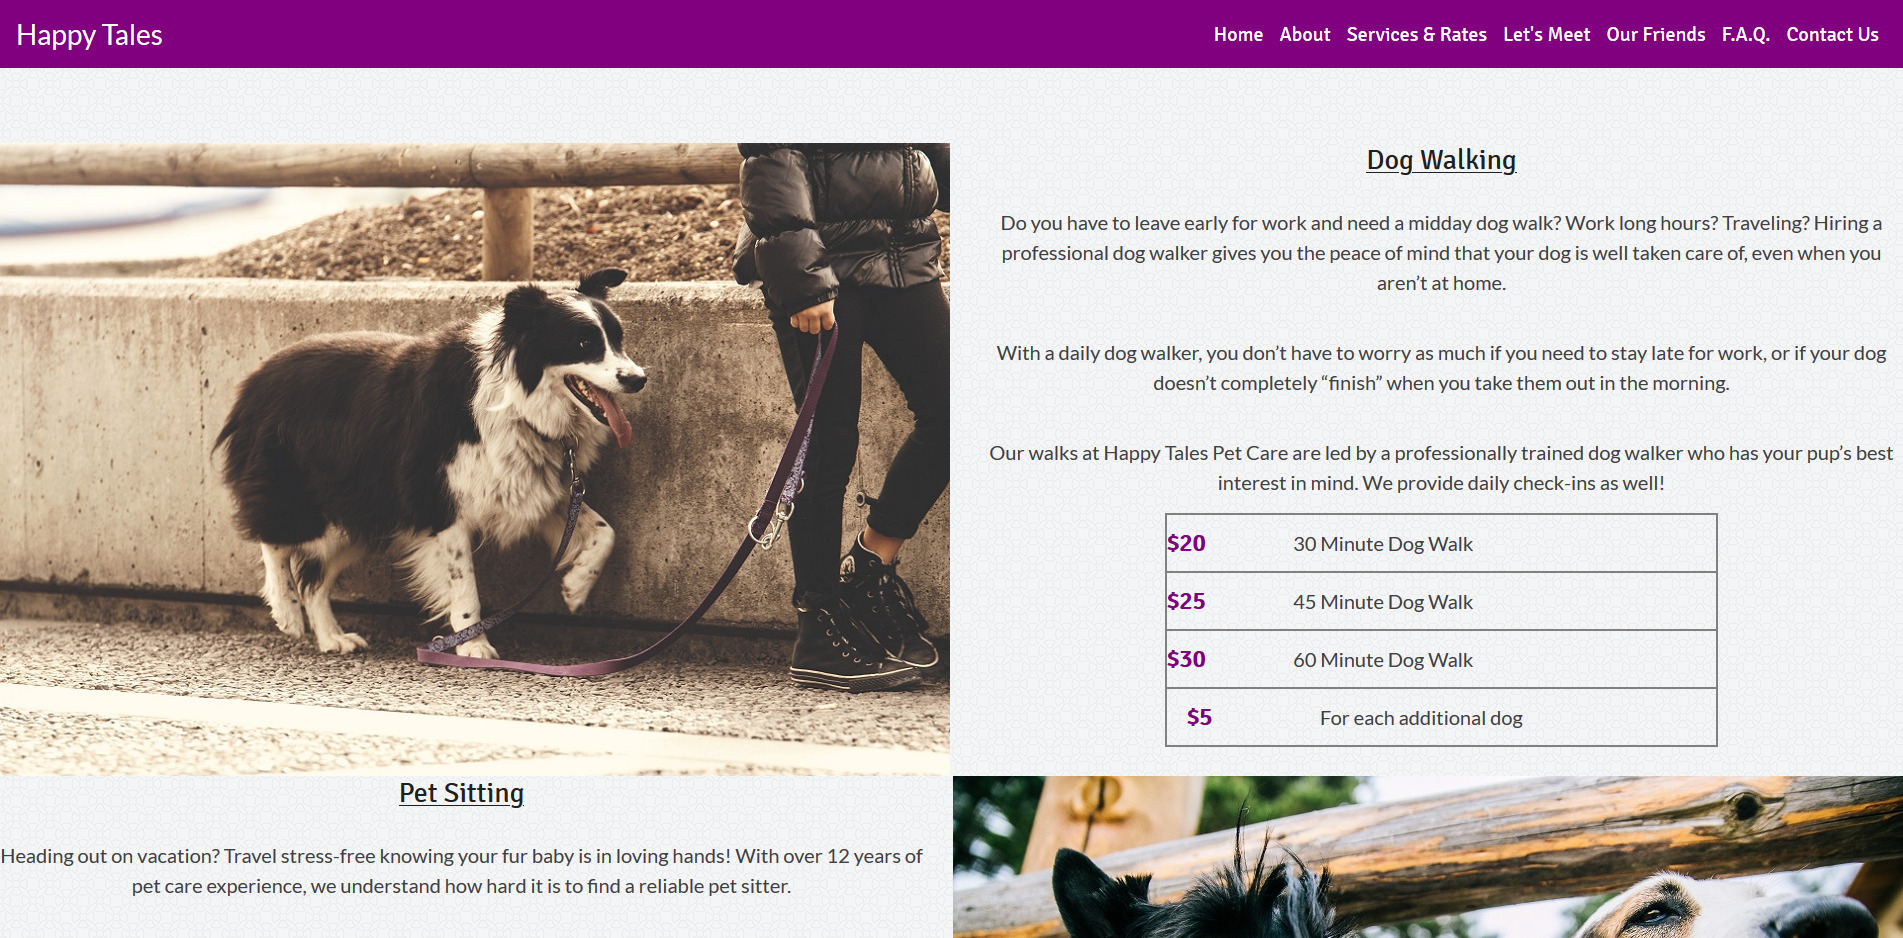 Happy Tales
Home About Services & Rates Let's Meet Our Friends F.A.Q. Contact Us
Dog Walking
Do you have to leave early for work and need a midday dog walk? Work long hours? Traveling? Hiring a
professional dog walker gives you the peace of mind that your dog is well taken care of, even when you
aren’t at home.
With a daily dog walker, you don’t have to worry as much if you need to stay late for work, or if your dog
doesn’t completely “finish” when you take them out in the morning.
Our walks at Happy Tales Pet Care are led by a professionally trained dog walker who has your pup’s best
interest in mind. We provide daily check-ins as well!
$20 30 Minute Dog Walk
$25 45 Minute Dog Walk
$30 60 Minute Dog Walk
$5 For each additional dog
Pet Sitting
Heading out on vacation? Travel stress-free knowing your fur baby is in loving hands! With over 12 years of
pet care experience, we understand how hard it is to find a reliable pet sitter.